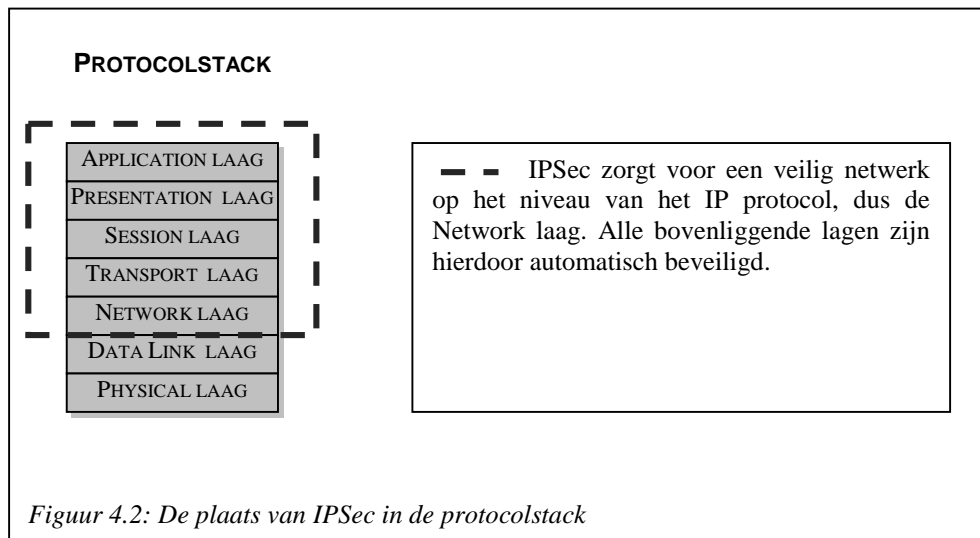 PROTOCOLSTACK
APPLICATION LAAG
PRESENTATION LAAG
SESSION LAAG
TRANSPORT LAAG
NETWORK LAAG
DATA LINK LAAG
PHYSICAL LAAG
IPSec zorgt voor een veilig netwerk
op het niveau van het IP protocol, dus de
Network laag. Alle bovenliggende lagen zijn
hierdoor automatisch beveiligd.
Figuur 4.2: De plaats van IPSec in de protocolstack